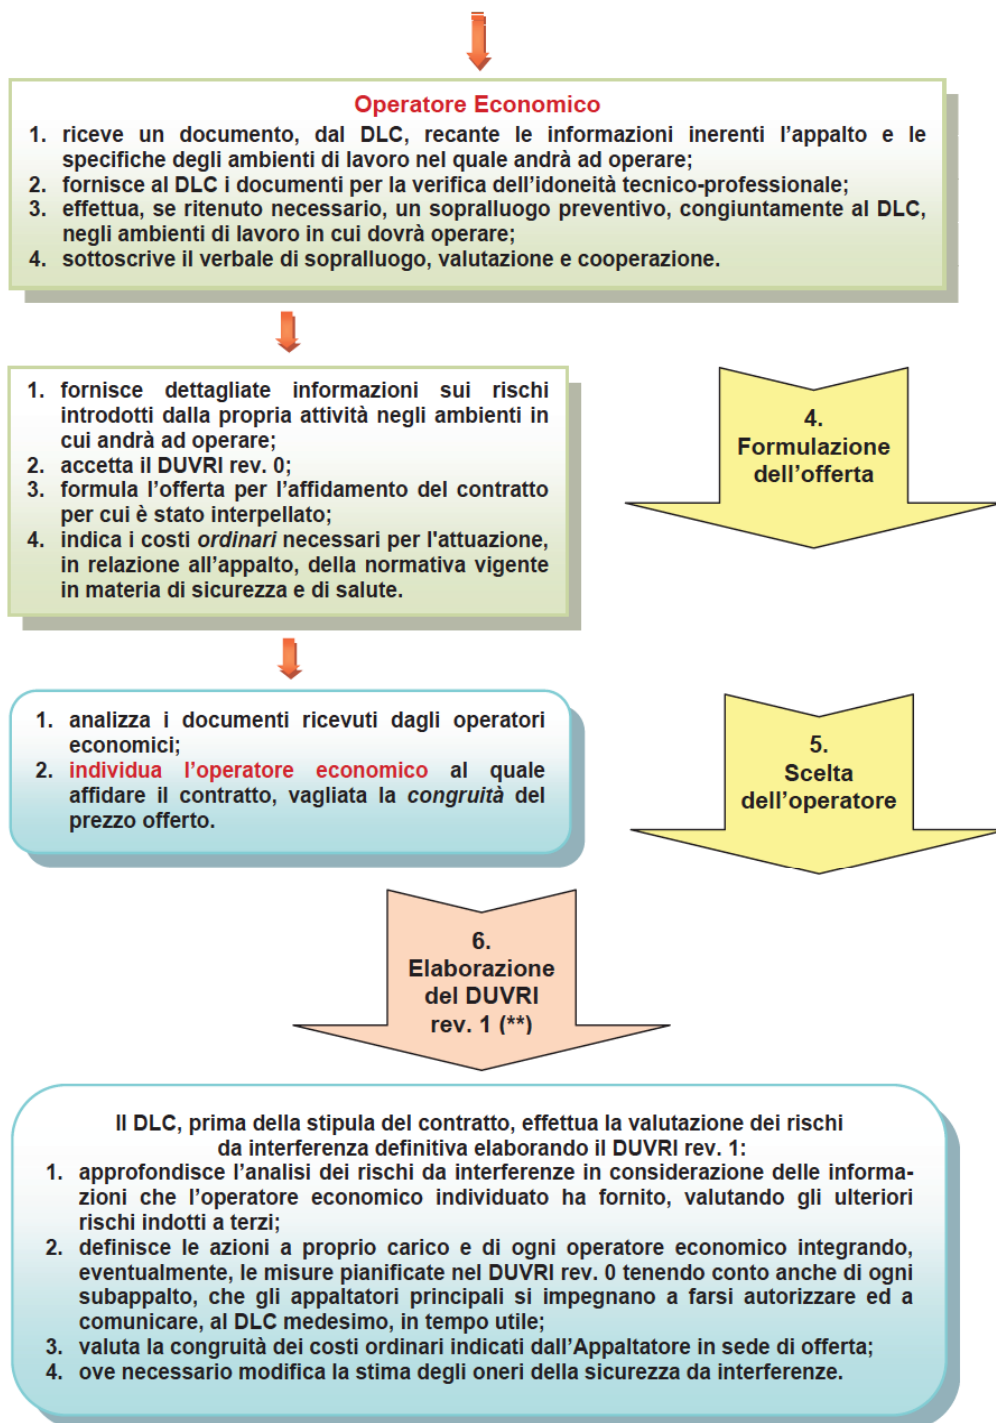 Operatore Economico
1. riceve un documento, dal DLC, recante le informazioni inerenti l'appalto e le
specifiche degli ambienti di lavoro nel quale andrà ad operare;
2. fornisce al DLC i documenti per la verifica dell'idoneità tecnico-professionale;
3. effettua, se ritenuto necessario, un sopralluogo preventivo, congiuntamente al DLC,
negli ambienti di lavoro in cui dovrà operare;
4. sottoscrive il verbale di sopralluogo, valutazione e cooperazione.
1. fornisce dettagliate informazioni sui rischi
introdotti dalla propria attività negli ambienti in
cui andrà ad operare;
2. accetta il DUVRI rev. 0;
3. formula l'offerta per l'affidamento del contratto
per cui è stato interpellato;
4. indica i costi ordinari necessari per l'attuazione,
in relazione all'appalto, della normativa vigente
in materia di sicurezza e di salute.
4.
Formulazione
dell'offerta
1. analizza i documenti ricevuti dagli operatori
economici;
2. individua l'operatore economico al quale
affidare il contratto, vagliata la congruità del
prezzo offerto.
5.
Scelta
dell'operatore
6.
Elaborazione
del DUVRI
rev. 1 (**)
Il DLC, prima della stipula del contratto, effettua la valutazione dei rischi
da interferenza definitiva elaborando il DUVRI rev. 1:
1. approfondisce l'analisi dei rischi da interferenze in considerazione delle informa-
zioni che l'operatore economico individuato ha fornito, valutando gli ulteriori
rischi indotti a terzi;
2. definisce le azioni a proprio carico e di ogni operatore economico integrando,
eventualmente, le misure pianificate nel DUVRI rev. 0 tenendo conto anche di ogni
subappalto, che gli appaltatori principali si impegnano a farsi autorizzare ed a
comunicare, al DLC medesimo, in tempo utile;
3. valuta la congruità dei costi ordinari indicati dall'Appaltatore in sede di offerta;
4. ove necessario modifica la stima degli oneri della sicurezza da interferenze.